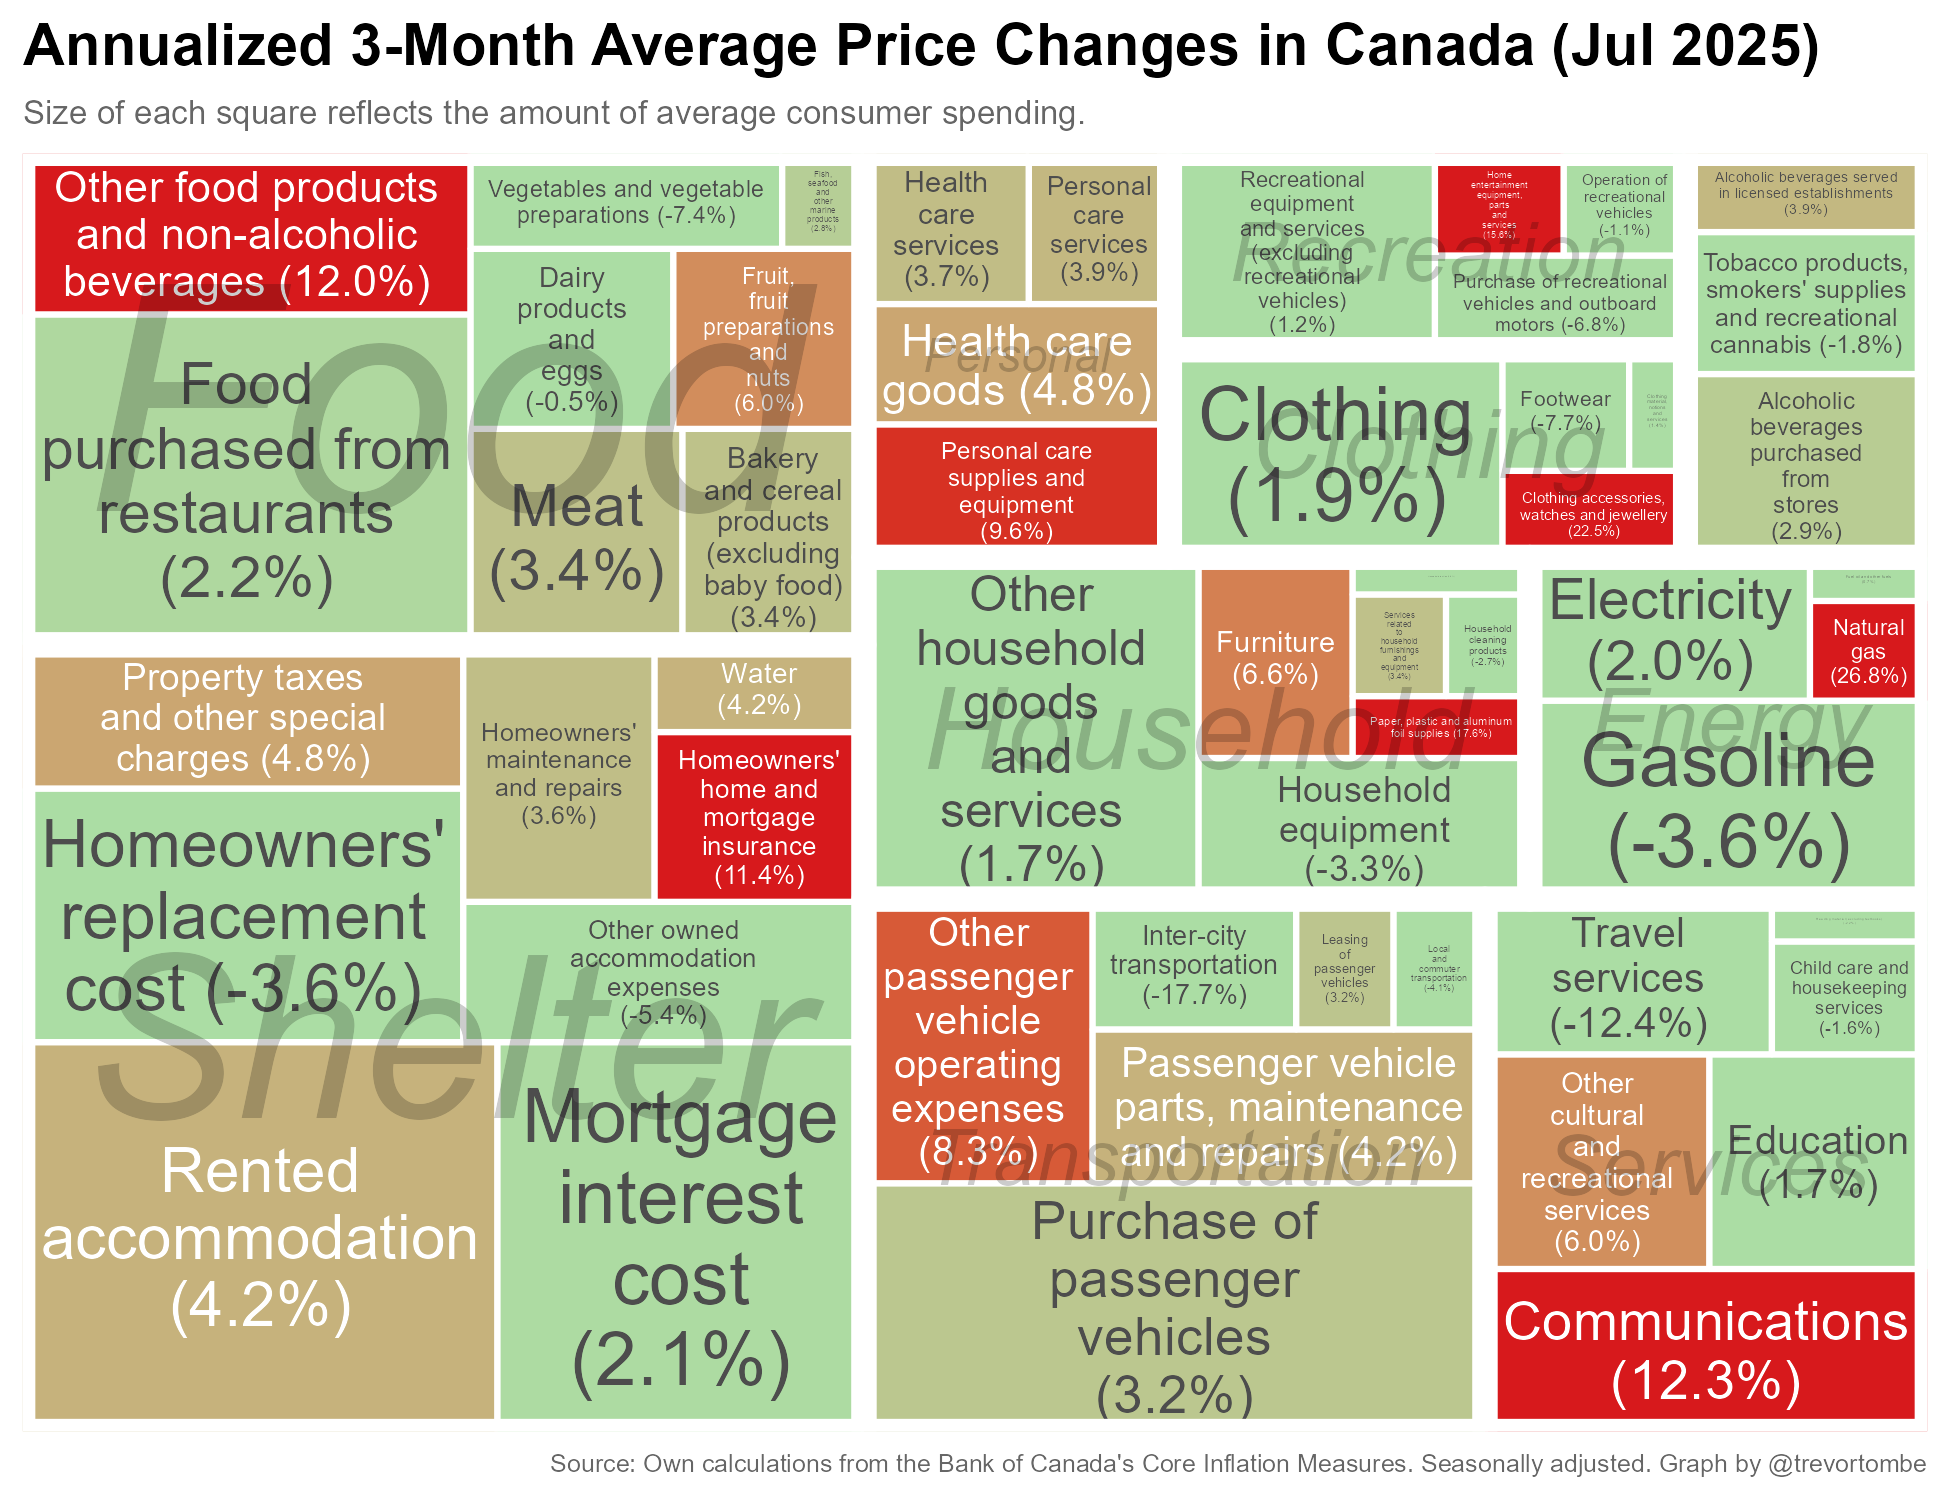 Annualized 3-Month Average Price Changes in Canada (Jul 2025)
Size of each square reflects the amount of average consumer spending.
Food
Other food products
and non-alcoholic
beverages (12.0%)
Food
purchased from
restaurants
(2.2%)
Vegetables and vegetable
preparations (-7.4%)
Fish,
seafood
and
other
marine
products
(2.8%)
Dairy
products
and
eggs
(-0.5%)
Fruit,
fruit
preparations
and
nuts
(6.0%)
Meat
(3.4%)
Bakery
and cereal
products
(excluding
baby food)
(3.4%)
Personal
Health
care
services
(3.7%)
Personal
care
services
(3.9%)
Health care
goods (4.8%)
Personal care
supplies and
equipment
(9.6%)
Recreation
Recreational
equipment
and services
(excluding
recreational
vehicles)
(1.2%)
Home
entertainment
equipment,
parts
and
services
(15.6%)
Operation of
recreational
vehicles
(-1.1%)
Purchase of recreational
vehicles and outboard
motors (-6.8%)
Clothing
Clothing
(1.9%)
Footwear
(-7.7%)
Clothing accessories,
watches and jewellery
(22.5%)
Alcoholic beverages served
in licensed establishments
(3.9%)
Tobacco products,
smokers' supplies
and recreational
cannabis (-1.8%)
Alcoholic
beverages
purchased
from
stores
(2.9%)
Shelter
Property taxes
and other special
charges (4.8%)
Homeowners'
replacement
cost (-3.6%)
Homeowners'
maintenance
and repairs
(3.6%)
Water
(4.2%)
Homeowners'
home and
mortgage
insurance
(11.4%)
Other owned
accommodation
expenses
(-5.4%)
Rented
accommodation
(4.2%)
Mortgage
interest
cost
(2.1%)
Household
Other
household
goods
and
services
(1.7%)
Furniture
(6.6%)
Services
related
to
household
furnishings
and
equipment
(3.4%)
Household
cleaning
products
(-2.7%)
Paper, plastic and aluminum
foil supplies (17.6%)
Household
equipment
(-3.3%)
Energy
Electricity
(2.0%)
Natural
gas
(26.8%)
Gasoline
(-3.6%)
Transportation
Other
passenger
vehicle
operating
expenses
(8.3%)
Inter-city
transportation
(-17.7%)
Leasing
of
passenger
vehicles
(3.2%)
Local
and
commuter
transportation
(-4.1%)
Passenger vehicle
parts, maintenance
and repairs (4.2%)
Purchase of
passenger
vehicles
(3.2%)
Services
Travel
services
(-12.4%)
Child care and
housekeeping
services
(-1.6%)
Other
cultural
and
recreational
services
(6.0%)
Education
(1.7%)
Communications
(12.3%)
Source: Own calculations from the Bank of Canada's Core Inflation Measures. Seasonally adjusted. Graph by @trevortombe